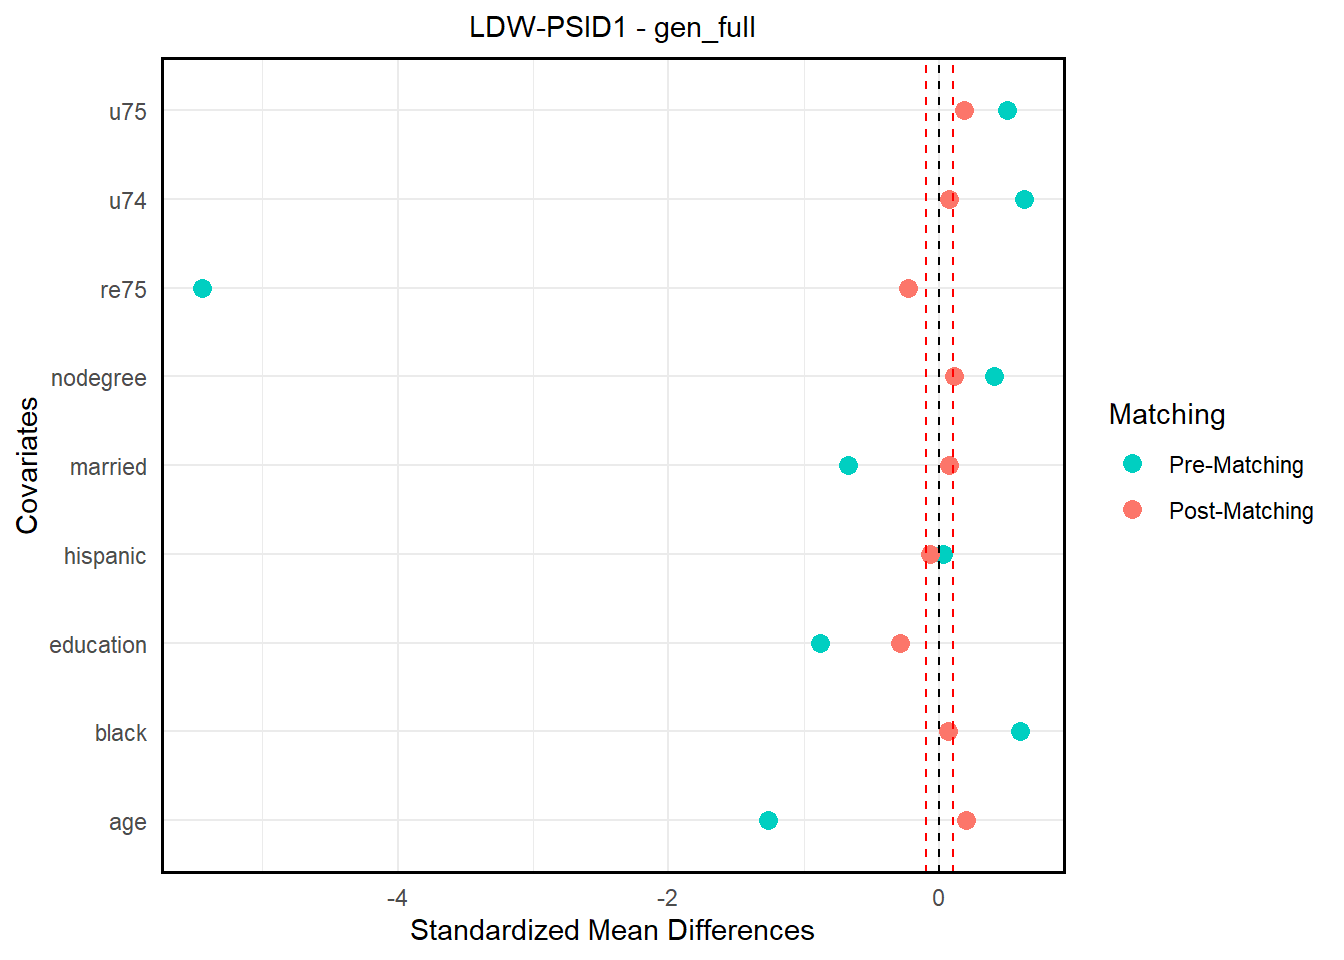 LDW-PSID1 - gen_full
u75
u74
re75
nodegree
married
hispanic
education
black
age
Covariates
-4
-2
0
Standardized Mean Differences
Matching
Pre-Matching
Post-Matching